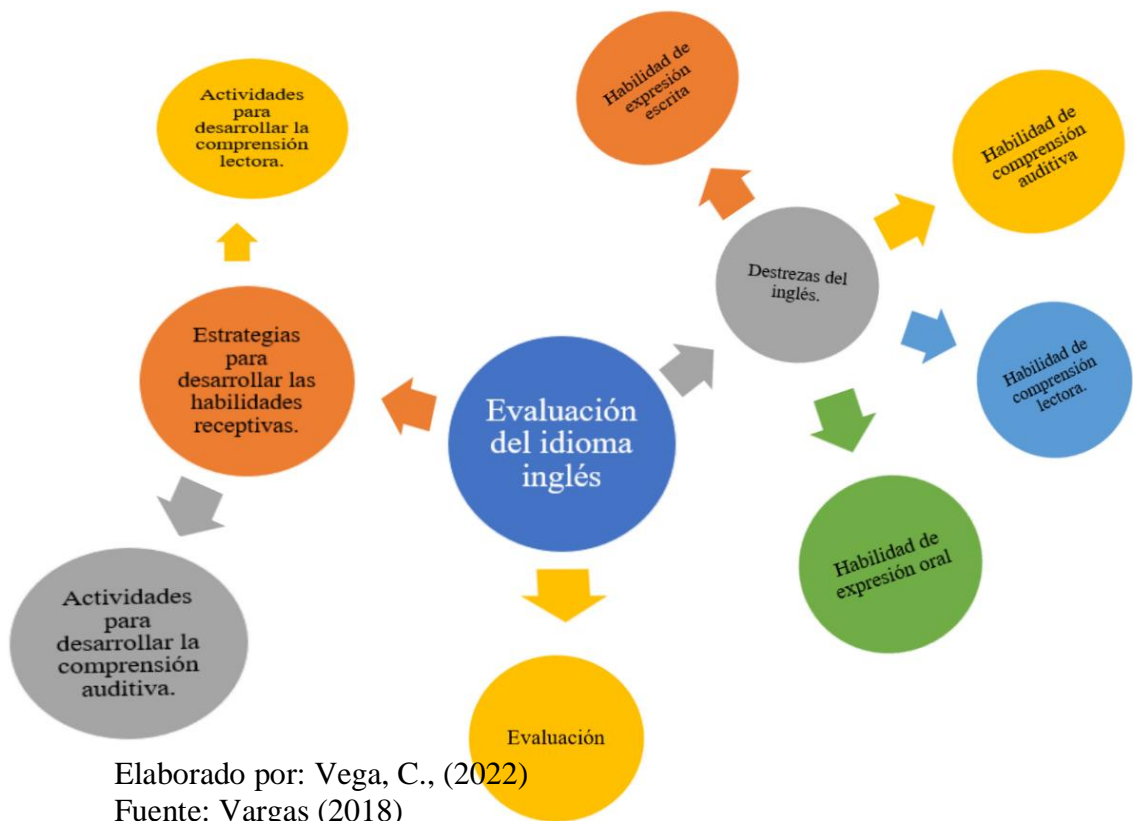 Actividades
para
desarrollar la
comprensión
lectora.
Estrategias
para
desarrollar las
habilidades
receptivas.
Actividades
para
desarrollar la
comprensión
auditiva.
Evaluación
del idioma
inglés
Evaluación
Destrezas del
inglés.
Habilidad de
expresión
escrita
Habilidad de
comprensión
auditiva
Habilidad de
comprensión
lectora.
Habilidad de
expresión oral
Elaborado por: Vega, C., (2022)
Fuente: Vargas (2018)